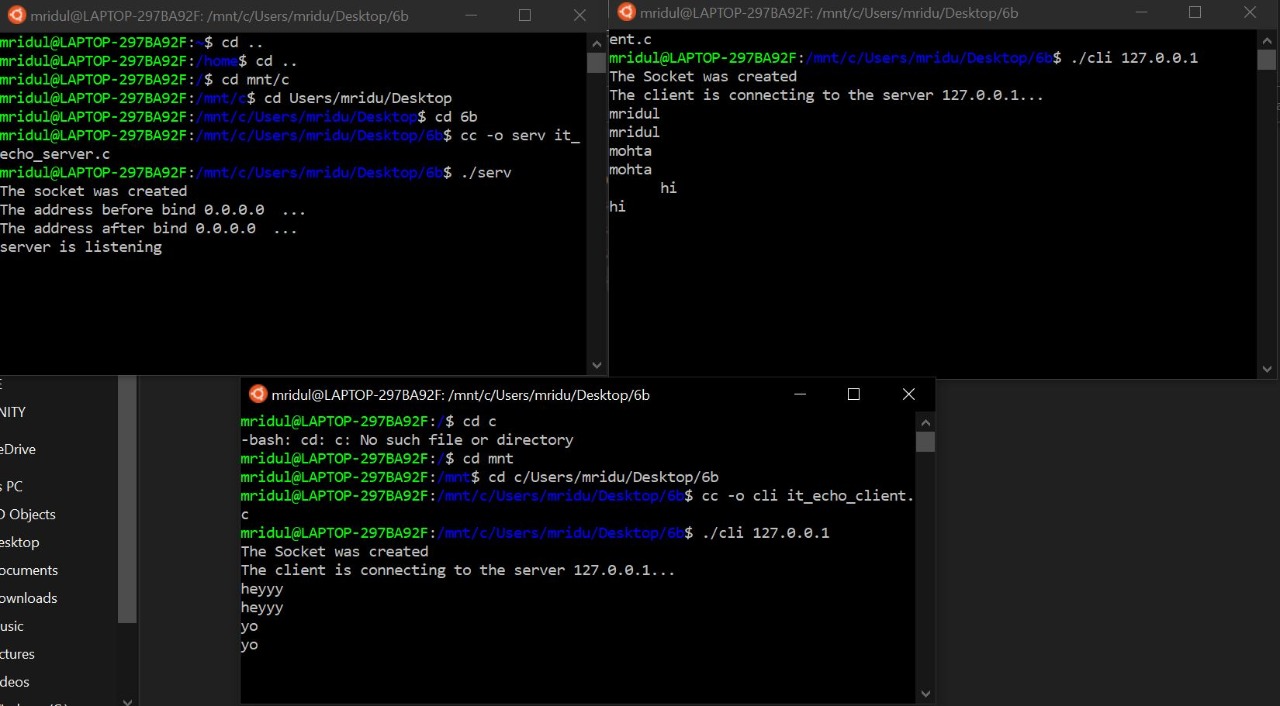 mridul@LAPTOP-297BA92F: /mnt/c/Users/mridu/Desktop/6b
mridul@LAPTOP-297BA92F:~$ cd ..
mridul@LAPTOP-297BA92F:/home$ cd ..
mridul@LAPTOP-297BA92F:/$ cd mnt/c
mridul@LAPTOP-297BA92F:/mnt/c$ cd Users/mridu/Desktop
mridul@LAPTOP-297BA92F:/mnt/c/Users/mridu/Desktop$ cd 6b
mridul@LAPTOP-297BA92F:/mnt/c/Users/mridu/Desktop/6b$ cc -o serv it_
echo_server.c
mridul@LAPTOP-297BA92F:/mnt/c/Users/mridu/Desktop/6b$ ./serv
The socket was created
The address before bind 0.0.0.0  ...
The address after bind 0.0.0.0  ...
server is listening
mridul@LAPTOP-297BA92F: /mnt/c/Users/mridu/Desktop/6b
ent.c
mridul@LAPTOP-297BA92F:/mnt/c/Users/mridu/Desktop/6b$ ./cli 127.0.0.1
The Socket was created
The client is connecting to the server 127.0.0.1...
mridul
mridul
mohta
mohta
hi
hi
E
NITY
eDrive
s PC
D Objects
esktop
ocuments
ownloads
usic
ctures
deos
mridul@LAPTOP-297BA92F: /mnt/c/Users/mridu/Desktop/6b
mridul@LAPTOP-297BA92F:/$ cd c
-bash: cd: c: No such file or directory
mridul@LAPTOP-297BA92F:/$ cd mnt
mridul@LAPTOP-297BA92F:/mnt$ cd c/Users/mridu/Desktop/6b
mridul@LAPTOP-297BA92F:/mnt/c/Users/mridu/Desktop/6b$ cc -o cli it_echo_client.
c
mridul@LAPTOP-297BA92F:/mnt/c/Users/mridu/Desktop/6b$ ./cli 127.0.0.1
The Socket was created
The client is connecting to the server 127.0.0.1...
heyyy
heyyy
yo
yo